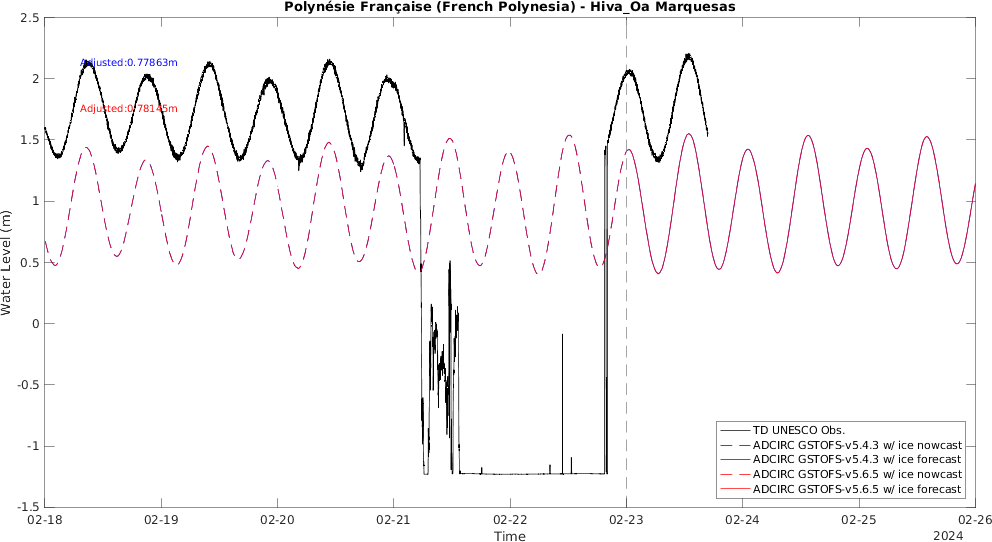 Polynésie Française (French Polynesia) - Hiva_Oa Marquesas
2.5
2
1.5
1
0.5
0
-0.5
-1
-1.5
Water Level (m)
Adjusted:0.77863m
Adjusted:0.78145m
TD UNESCO Obs.
ADCIRC GSTOFS-v5.4.3 w/ ice nowcast
ADCIRC GSTOFS-v5.4.3 w/ ice forecast
ADCIRC GSTOFS-v5.6.5 w/ ice nowcast
ADCIRC GSTOFS-v5.6.5 w/ ice forecast
02-18 02-19 02-20 02-21 02-22 02-23 02-24 02-25 02-26
Time
2024